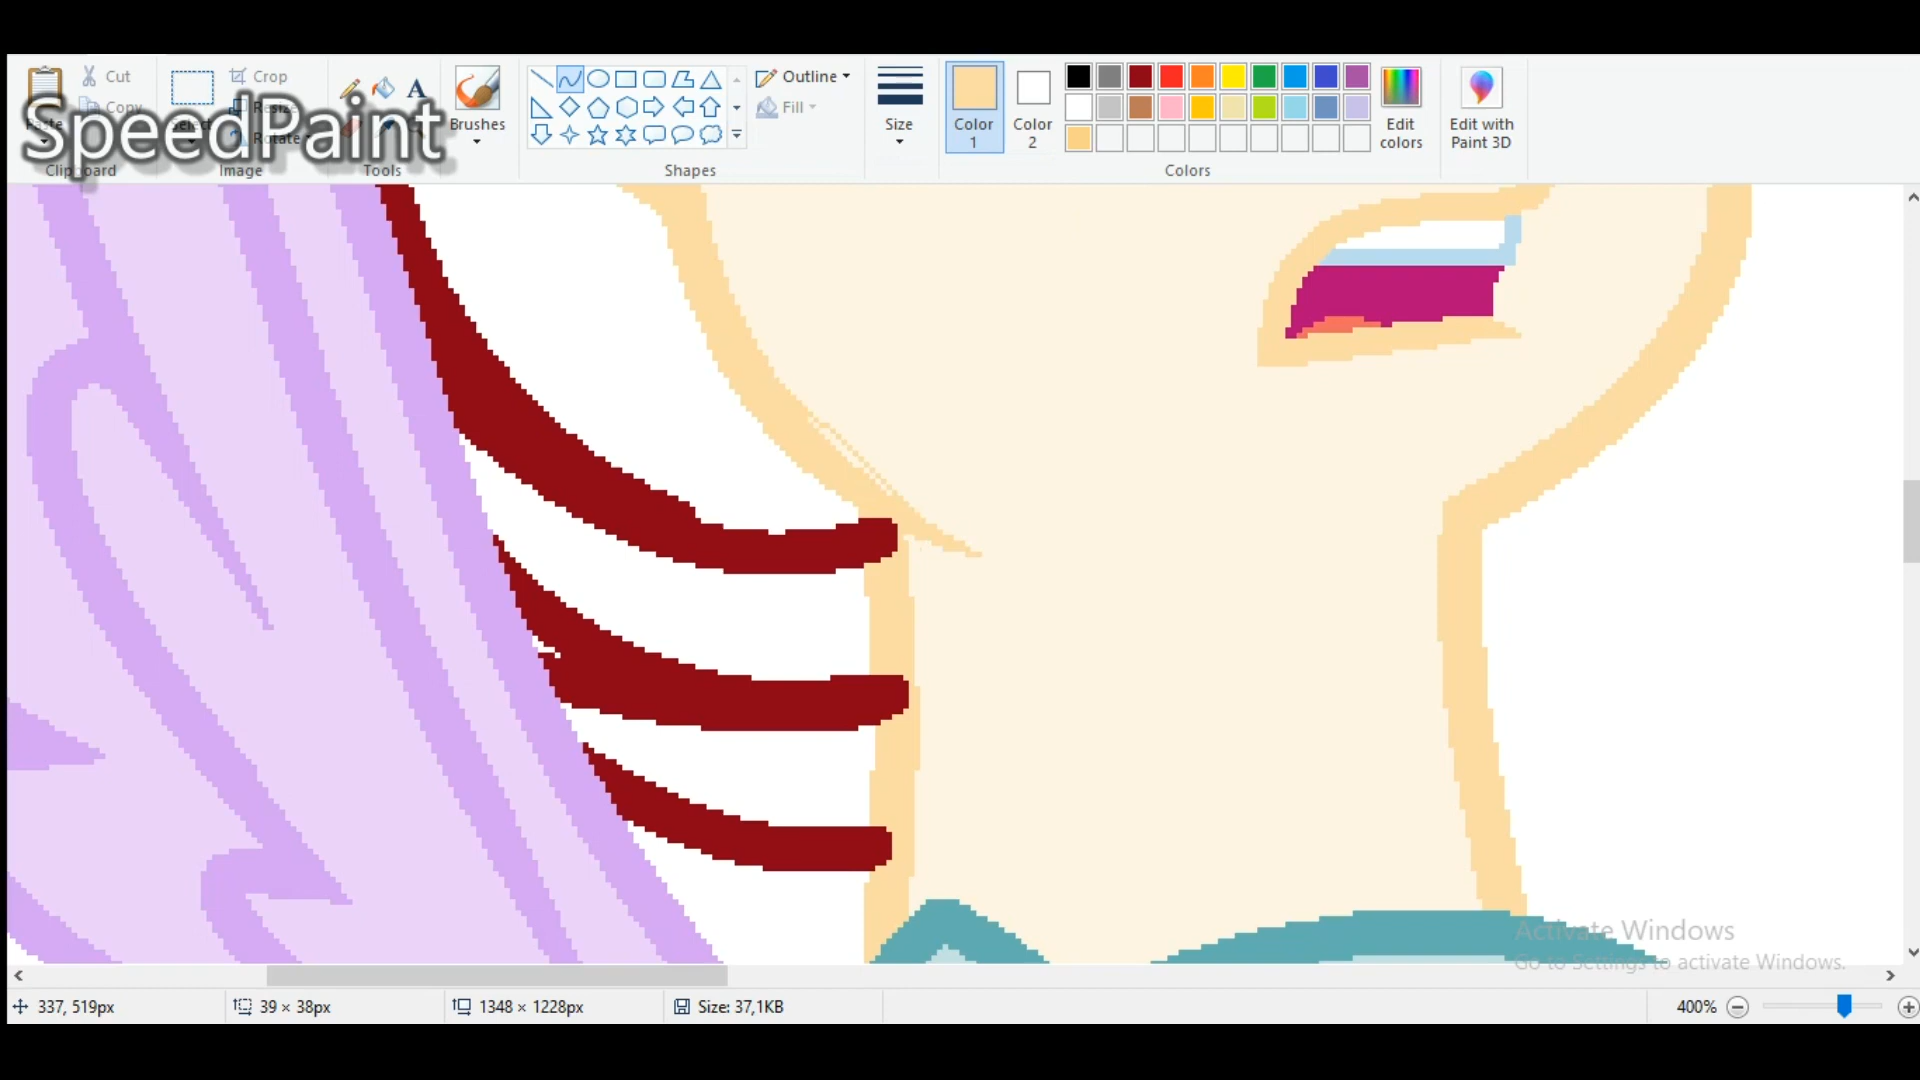 Cut
Crop
Outline
Copy
Resize
Fill
SpeedPaint
Paste
Select
Rotate
Brushes
Size
Color 1
Color 2
Edit colors
Edit with Paint 3D
Clipboard
Image
Tools
Shapes
Colors
Activate Windows
Go to Settings to activate Windows.
337, 519px
39 × 38px
1348 × 1228px
Size: 37,1KB
400%